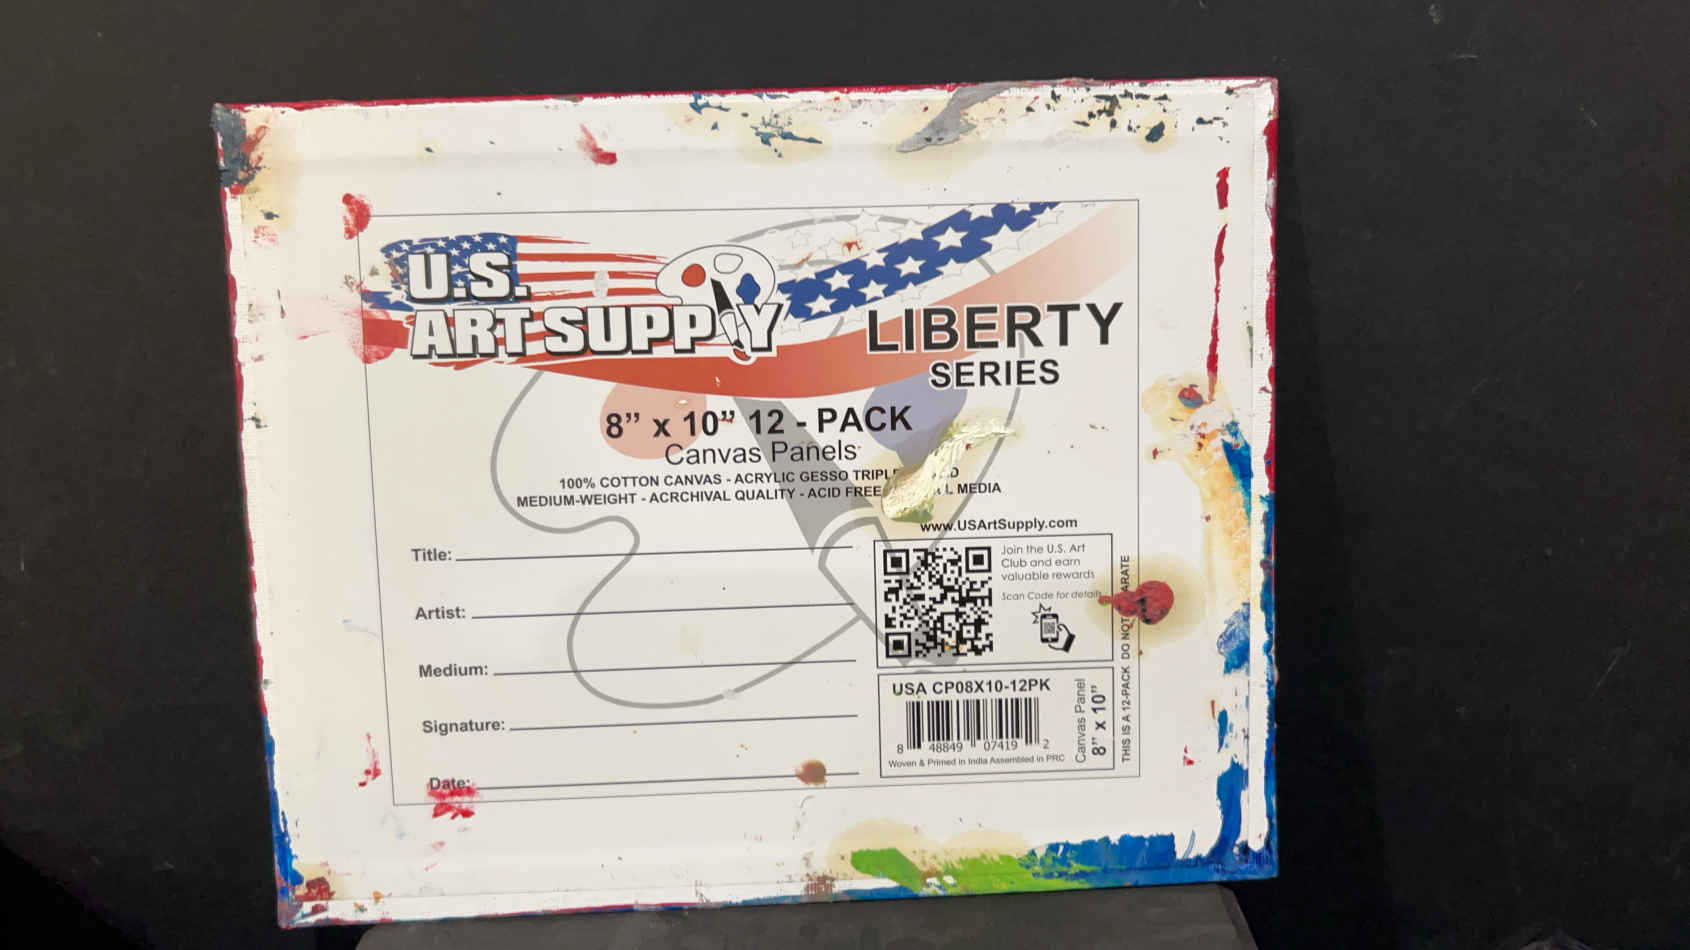 U.S.
ART SUPPLY
LIBERTY
SERIES
8” x 10” 12 - PACK
Canvas Panels
100% COTTON CANVAS - ACRYLIC GESSO
MEDIUM-WEIGHT - ACRCHIVAL QUALITY - ACID FREE MEDIA
www.USArtSupply.com
Title:
Artist:
Medium:
Signature:
Date:
Join the U.S. Art
Club and earn
valuable rewards
Scan Code for details
USA CP08X10-12PK
8 48849 07419 2
Woven & Primed in India Assembled in PRC
Canvas Panel
8” x 10”
THIS IS A 12-PACK DO NOT